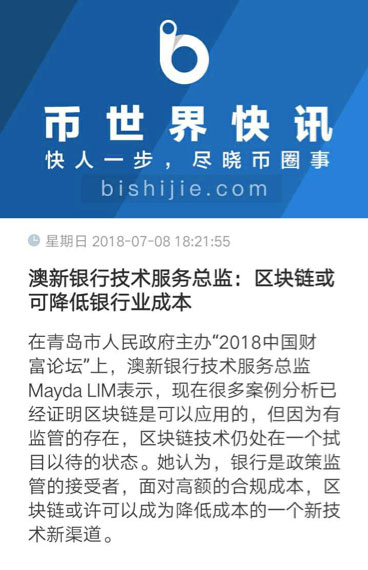 币世界快讯
快人一步，尽晓币圈事
bishijie.com
星期日 2018-07-08 18:21:55
澳新银行技术服务总监：区块链或
可降低银行业成本
在青岛市人民政府主办“2018中国财
富论坛”上，澳新银行技术服务总监
Mayda LIM表示，现在很多案例分析已
经证明区块链是可以应用的，但因为有
监管的存在，区块链技术仍处在一个拭
目以待的状态。她认为，银行是政策监
管的接受者，面对高额的合规成本，区
块链或许可以成为降低成本的一个新技
术新渠道。